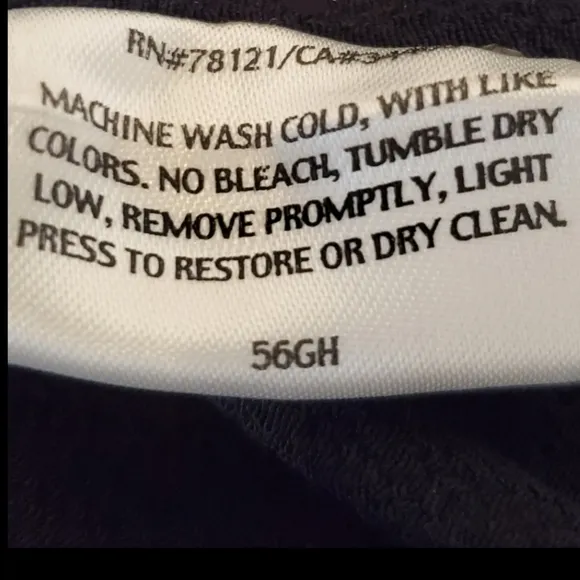 RN#78121/CA#
MACHINE WASH COLD, WITH LIKE
COLORS. NO BLEACH, TUMBLE DRY
LOW, REMOVE PROMPTLY, LIGHT
PRESS TO RESTORE OR DRY CLEAN.
56GH